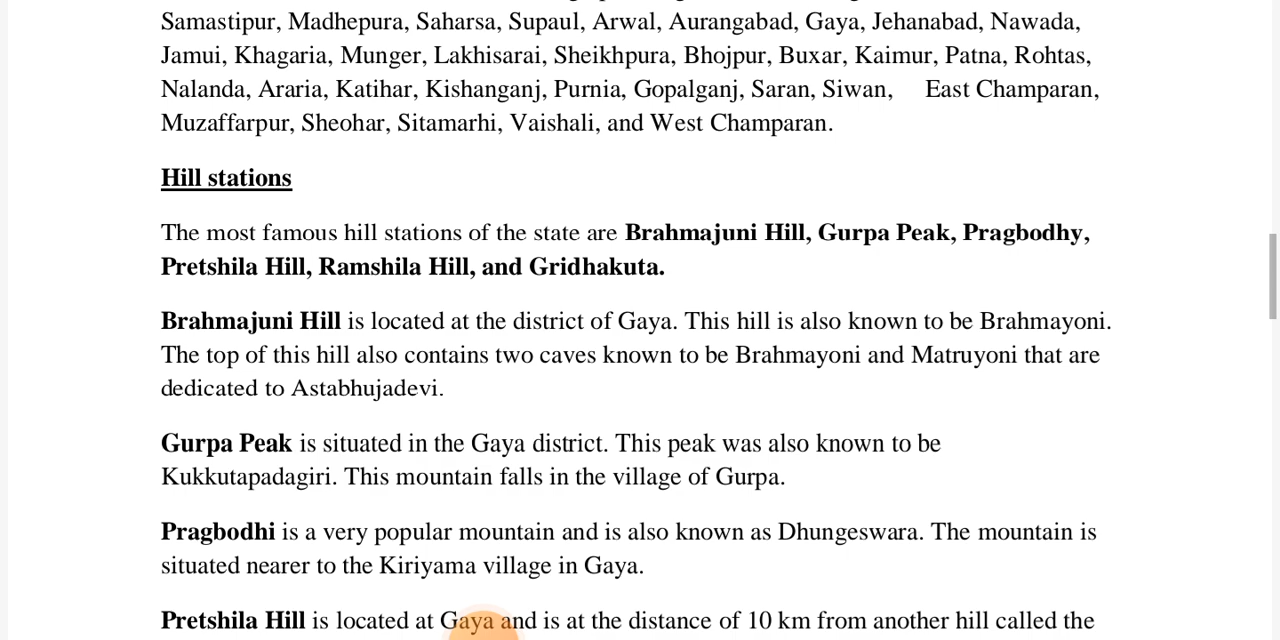 Samastipur, Madhepura, Saharsa, Supaul, Arwal, Aurangabad, Gaya, Jehanabad, Nawada,
Jamui, Khagaria, Munger, Lakhisarai, Sheikhpura, Bhojpur, Buxar, Kaimur, Patna, Rohtas,
Nalanda, Araria, Katihar, Kishanganj, Purnia, Gopalganj, Saran, Siwan, East Champaran,
Muzaffarpur, Sheohar, Sitamarhi, Vaishali, and West Champaran.
Hill stations
The most famous hill stations of the state are Brahmajuni Hill, Gurpa Peak, Pragbodhy,
Pretshila Hill, Ramshila Hill, and Gridhakuta.
Brahmajuni Hill is located at the district of Gaya. This hill is also known to be Brahmayoni.
The top of this hill also contains two caves known to be Brahmayoni and Matruyoni that are
dedicated to Astabhujadevi.
Gurpa Peak is situated in the Gaya district. This peak was also known to be
Kukkutapadagiri. This mountain falls in the village of Gurpa.
Pragbodhi is a very popular mountain and is also known as Dhungeswara. The mountain is
situated nearer to the Kiriyama village in Gaya.
Pretshila Hill is located at Gaya and is at the distance of 10 km from another hill called the